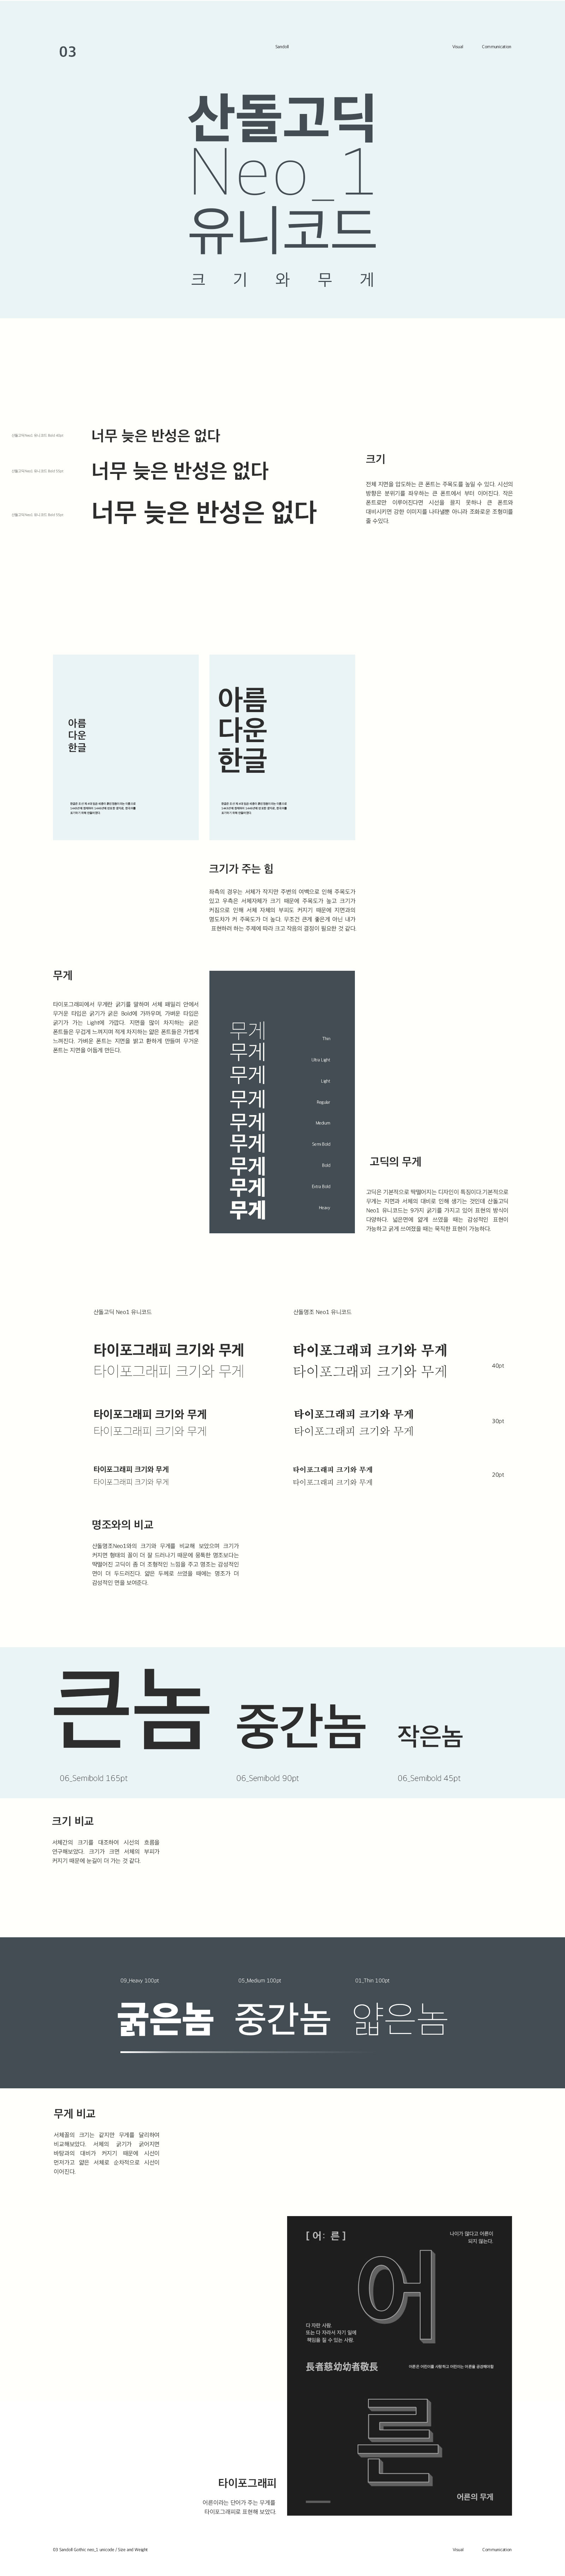 03
Sandoll
Visual
Communication
산돌고딕
Neo_1
유니코드
크 기 와 무 게
너무 늦은 반성은 없다
너무 늦은 반성은 없다
너무 늦은 반성은 없다
크기
전체 지면을 압도하는 큰 폰트는 주목도를 높일 수 있다. 시선의
방향은 분위기를 좌우하는 큰 폰트에서 부터 이어진다. 작은
폰트로만 이루어진다면 시선을 끌지 못하나 큰 폰트와
대비시키면 강한 이미지를 나타낼뿐 아니라 조화로운 조형미를
줄 수있다.
아름
다운
한글
아름
다운
한글
크기가 주는 힘
좌측의 경우는 서체가 작지만 주변의 여백으로 인해 주목도가
있고 우측은 서체자체가 크기 때문에 주목도가 높고 크기가
커짐으로 인해 서체 자체의 부피도 커지기 때문에 지면과의
명도차가 커 주목도가 더 높다. 무조건 큰게 좋은게 아닌 내가
표현하려 하는 주제에 따라 크고 작음의 결정이 필요한 것 같다.
무게
타이포그래피에서 무게란 굵기를 말하며 서체 패밀리 안에서
무거운 타입은 굵기가 굵은 Bold에 가까우며, 가벼운 타입은
굵기가 가는 Light에 가깝다. 지면을 많이 차지하는 굵은
폰트들은 무겁게 느껴지며 적게 차지하는 얇은 폰트들은 가볍게
느껴진다. 가벼운 폰트는 지면을 밝고 환하게 만들며 무거운
폰트는 지면을 어둡게 만든다.
무게
Thin
무게
Ultra Light
무게
Light
무게
Regular
무게
Medium
무게
Semi Bold
무게
Bold
무게
Extra Bold
무게
Heavy
고딕의 무게
고딕은 기본적으로 딱떨어지는 디자인이 특징이다.기본적으로
무게는 지면과 서체의 대비로 인해 생기는 것인데 산돌고딕
Neo1 유니코드는 9가지 굵기를 가지고 있어 표현의 방식이
다양하다. 넓은면에 얇게 쓰였을 때는 감성적인 표현이
가능하고 굵게 쓰여졌을 때는 묵직한 표현이 가능하다.
산돌고딕 Neo1 유니코드
산돌명조 Neo1 유니코드
타이포그래피 크기와 무게
타이포그래피 크기와 무게
타이포그래피 크기와 무게
타이포그래피 크기와 무게
40pt
타이포그래피 크기와 무게
타이포그래피 크기와 무게
타이포그래피 크기와 무게
타이포그래피 크기와 무게
30pt
타이포그래피 크기와 무게
타이포그래피 크기와 무게
타이포그래피 크기와 무게
타이포그래피 크기와 무게
20pt
명조와의 비교
산돌명조Neo1와의 크기와 무게를 비교해 보았으며 크기가
커지면 형태의 꼴이 더 잘 드러나기 때문에 뭉툭한 명조보다는
딱떨어진 고딕이 좀 더 조형적인 느낌을 주고 명조는 감성적인
면이 더 두드러진다. 얇은 두께로 쓰였을 때에는 명조가 더
감성적인 면을 보여준다.
큰놈
중간놈
작은놈
06_Semibold 165pt
06_Semibold 90pt
06_Semibold 45pt
크기 비교
서체간의 크기를 대조하여 시선의 흐름을
연구해보았다. 크기가 크면 서체의 부피가
커지기 때문에 눈길이 더 가는 것 같다.
09_Heavy 100pt
05_Medium 100pt
01_Thin 100pt
굵은놈
중간놈
얇은놈
무게 비교
서체꼴의 크기는 같지만 무게를 달리하여
비교해보았다. 서체의 굵기가 굵어지면
바탕과의 대비가 커지기 때문에 시선이
먼저가고 얇은 서체로 순차적으로 시선이
이어진다.
[ 어: 른 ]
나이가 많다고 어른이
되지 않는다.
어
다 자란 사람.
또는 다 자라서 자기 일에
책임을 질 수 있는 사람.
長者慈幼幼者敬長
어른은 어린이를 사랑하고 어린이는 어른을 공경해야함
른
어른의 무게
타이포그래피
어른이라는 단어가 주는 무게를
타이포그래피로 표현해 보았다.
03 Sandoll Gothic neo_1 unicode / Size and Weight
Visual
Communication